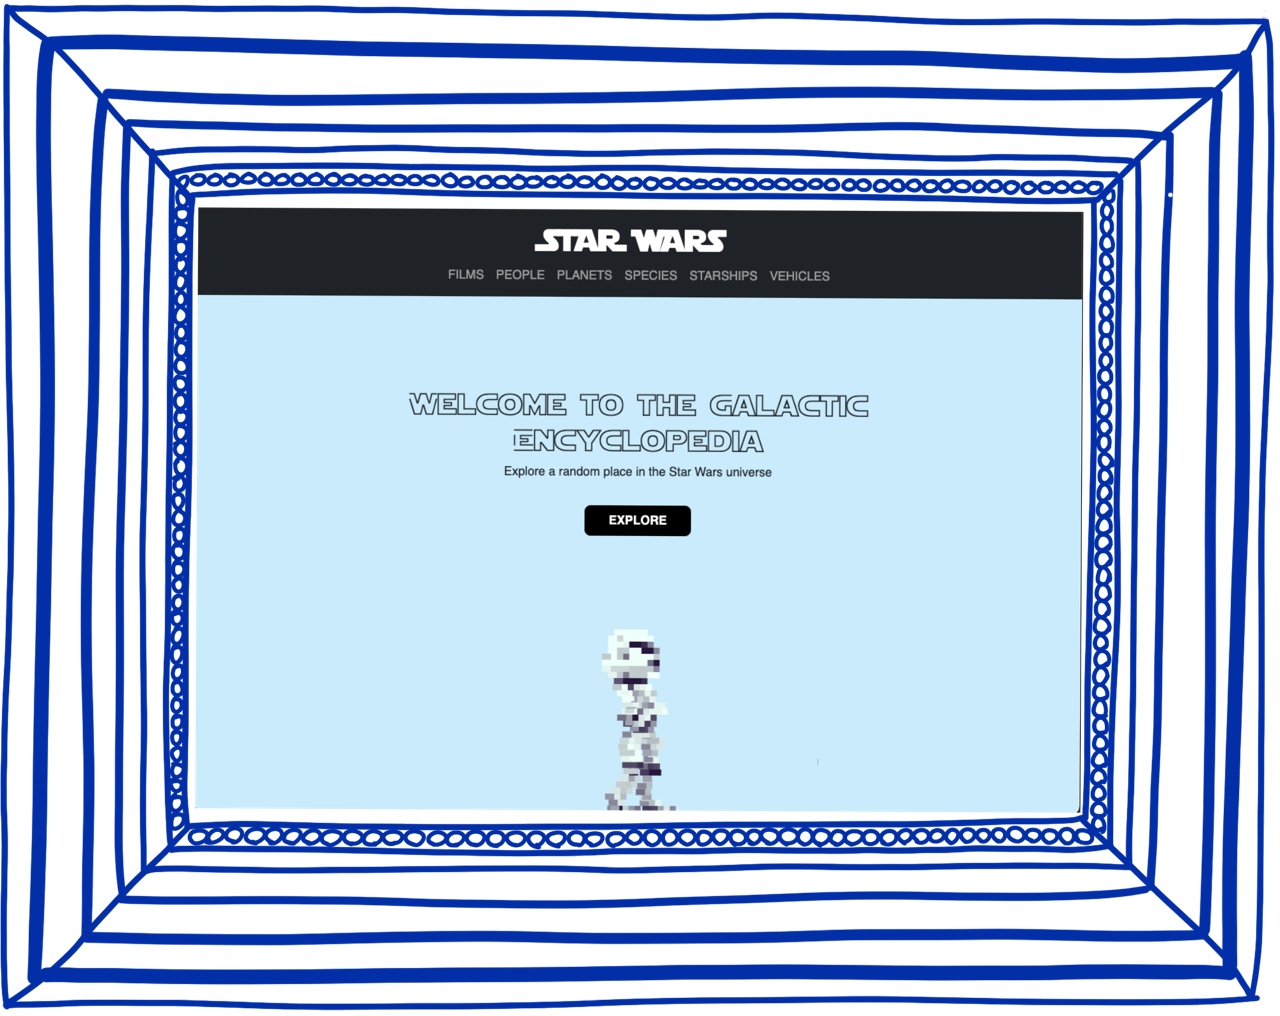 STAR WARS
FILMS PEOPLE PLANETS SPECIES STARSHIPS VEHICLES
WELCOME TO THE GALACTIC
ENCYCLOPEDIA
Explore a random place in the Star Wars universe
EXPLORE